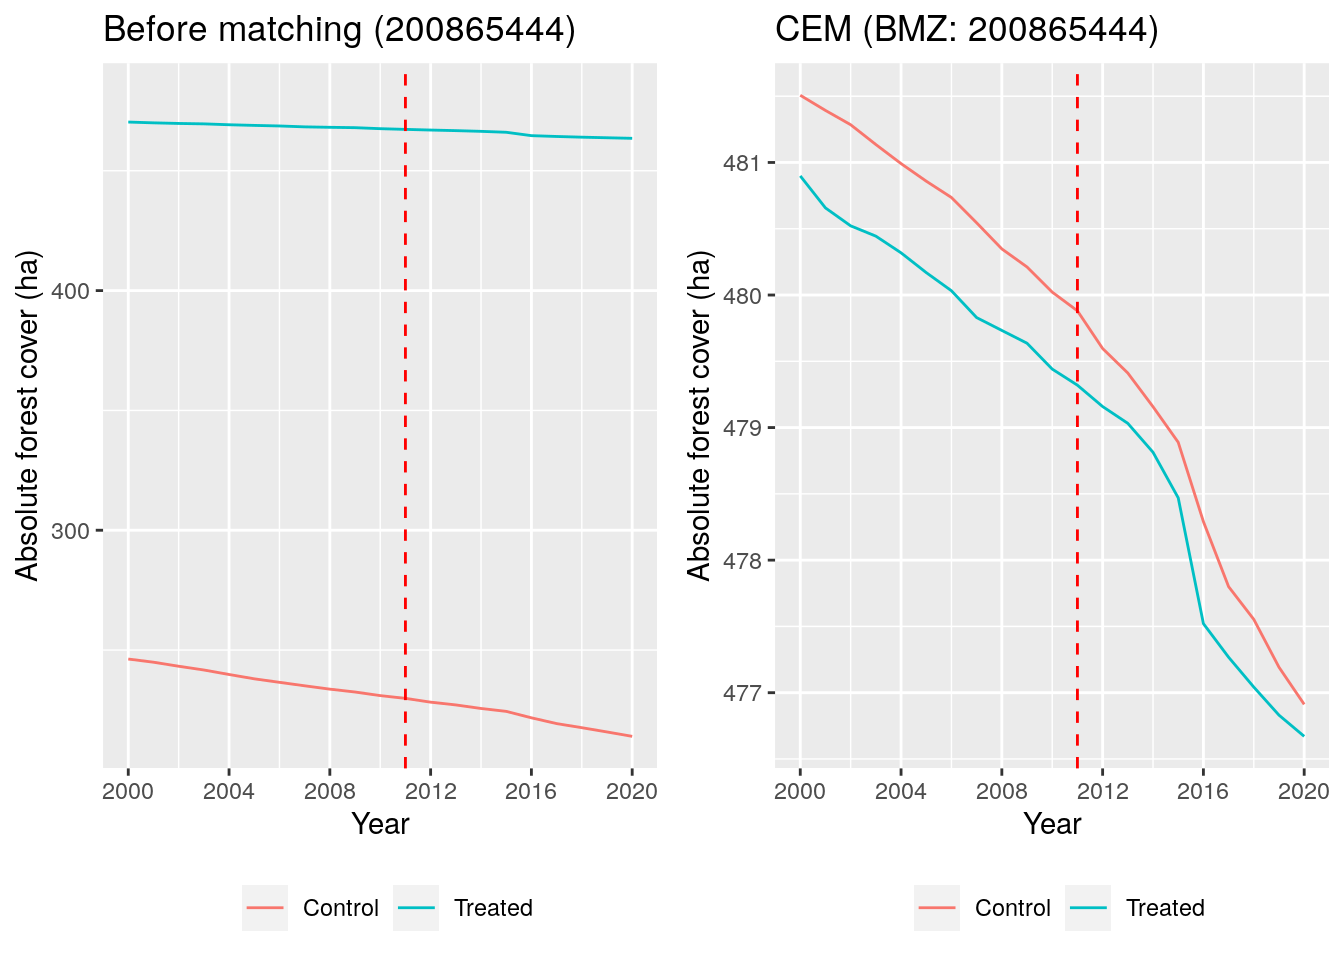 Before matching (200865444)
Absolute forest cover (ha)
400
300
2000 2004 2008 2012 2016 2020
Year
Control Treated
CEM (BMZ: 200865444)
Absolute forest cover (ha)
481
480
479
478
477
2000 2004 2008 2012 2016 2020
Year
Control Treated